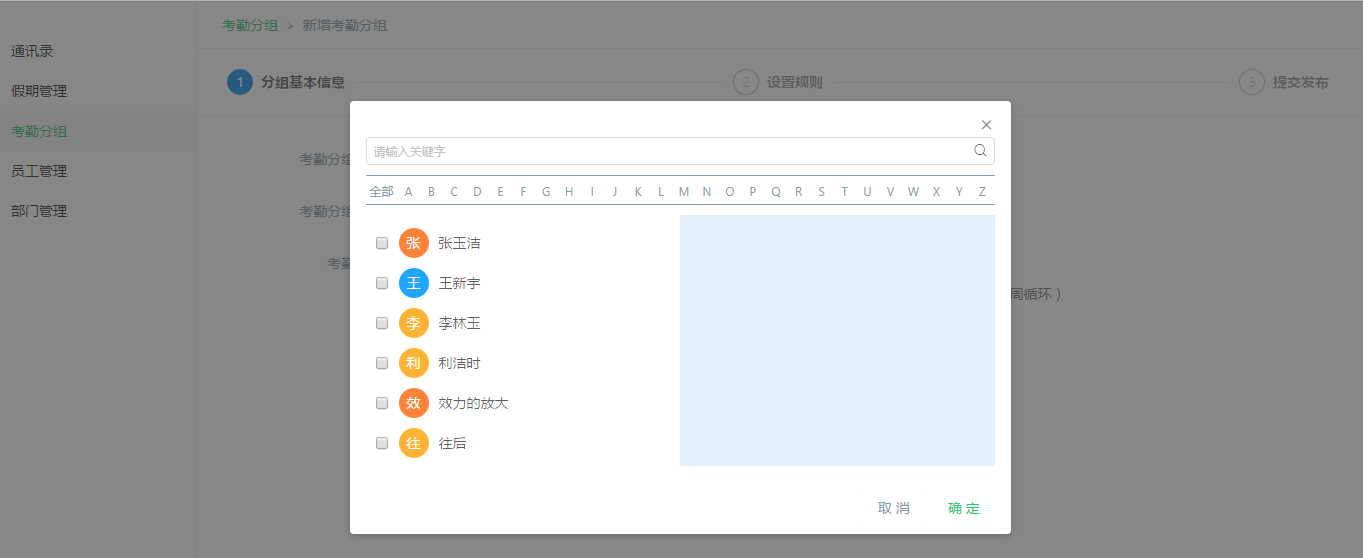 考勤分组 > 新增考勤分组
通讯录
假期管理
考勤分组
员工管理
部门管理
1 分组基本信息
2 设置规则
3 提交发布
考勤分组
考勤分组
考勤
周循环 )
×
请输入关键字
全部 A B C D E F G H I J K L M N O P Q R S T U V W X Y Z
张 张玉洁
王 王新宇
李 李林玉
利 利洁时
效 效力的放大
往 往后
取 消 确 定